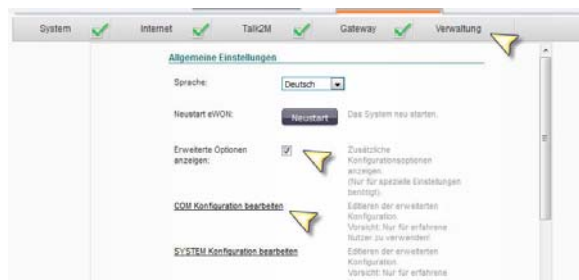 System Internet Talk2M Gateway Verwaltung
Allgemeine Einstellungen
Sprache: Deutsch
Neustart eWON: Neustart Das System neu starten.
Erweiterte Optionen anzeigen: Zusätzliche
Konfigurationsoptionen
anzeigen.
(Nur für spezielle Einstellungen
benötigt).
COM Konfiguration bearbeiten Editieren der erweiterten
Konfiguration.
Vorsicht: Nur für erfahrene
Nutzer zu verwenden!
SYSTEM Konfiguration bearbeiten Editieren der erweiterten
Konfiguration.
Vorsicht: Nur für erfahrene